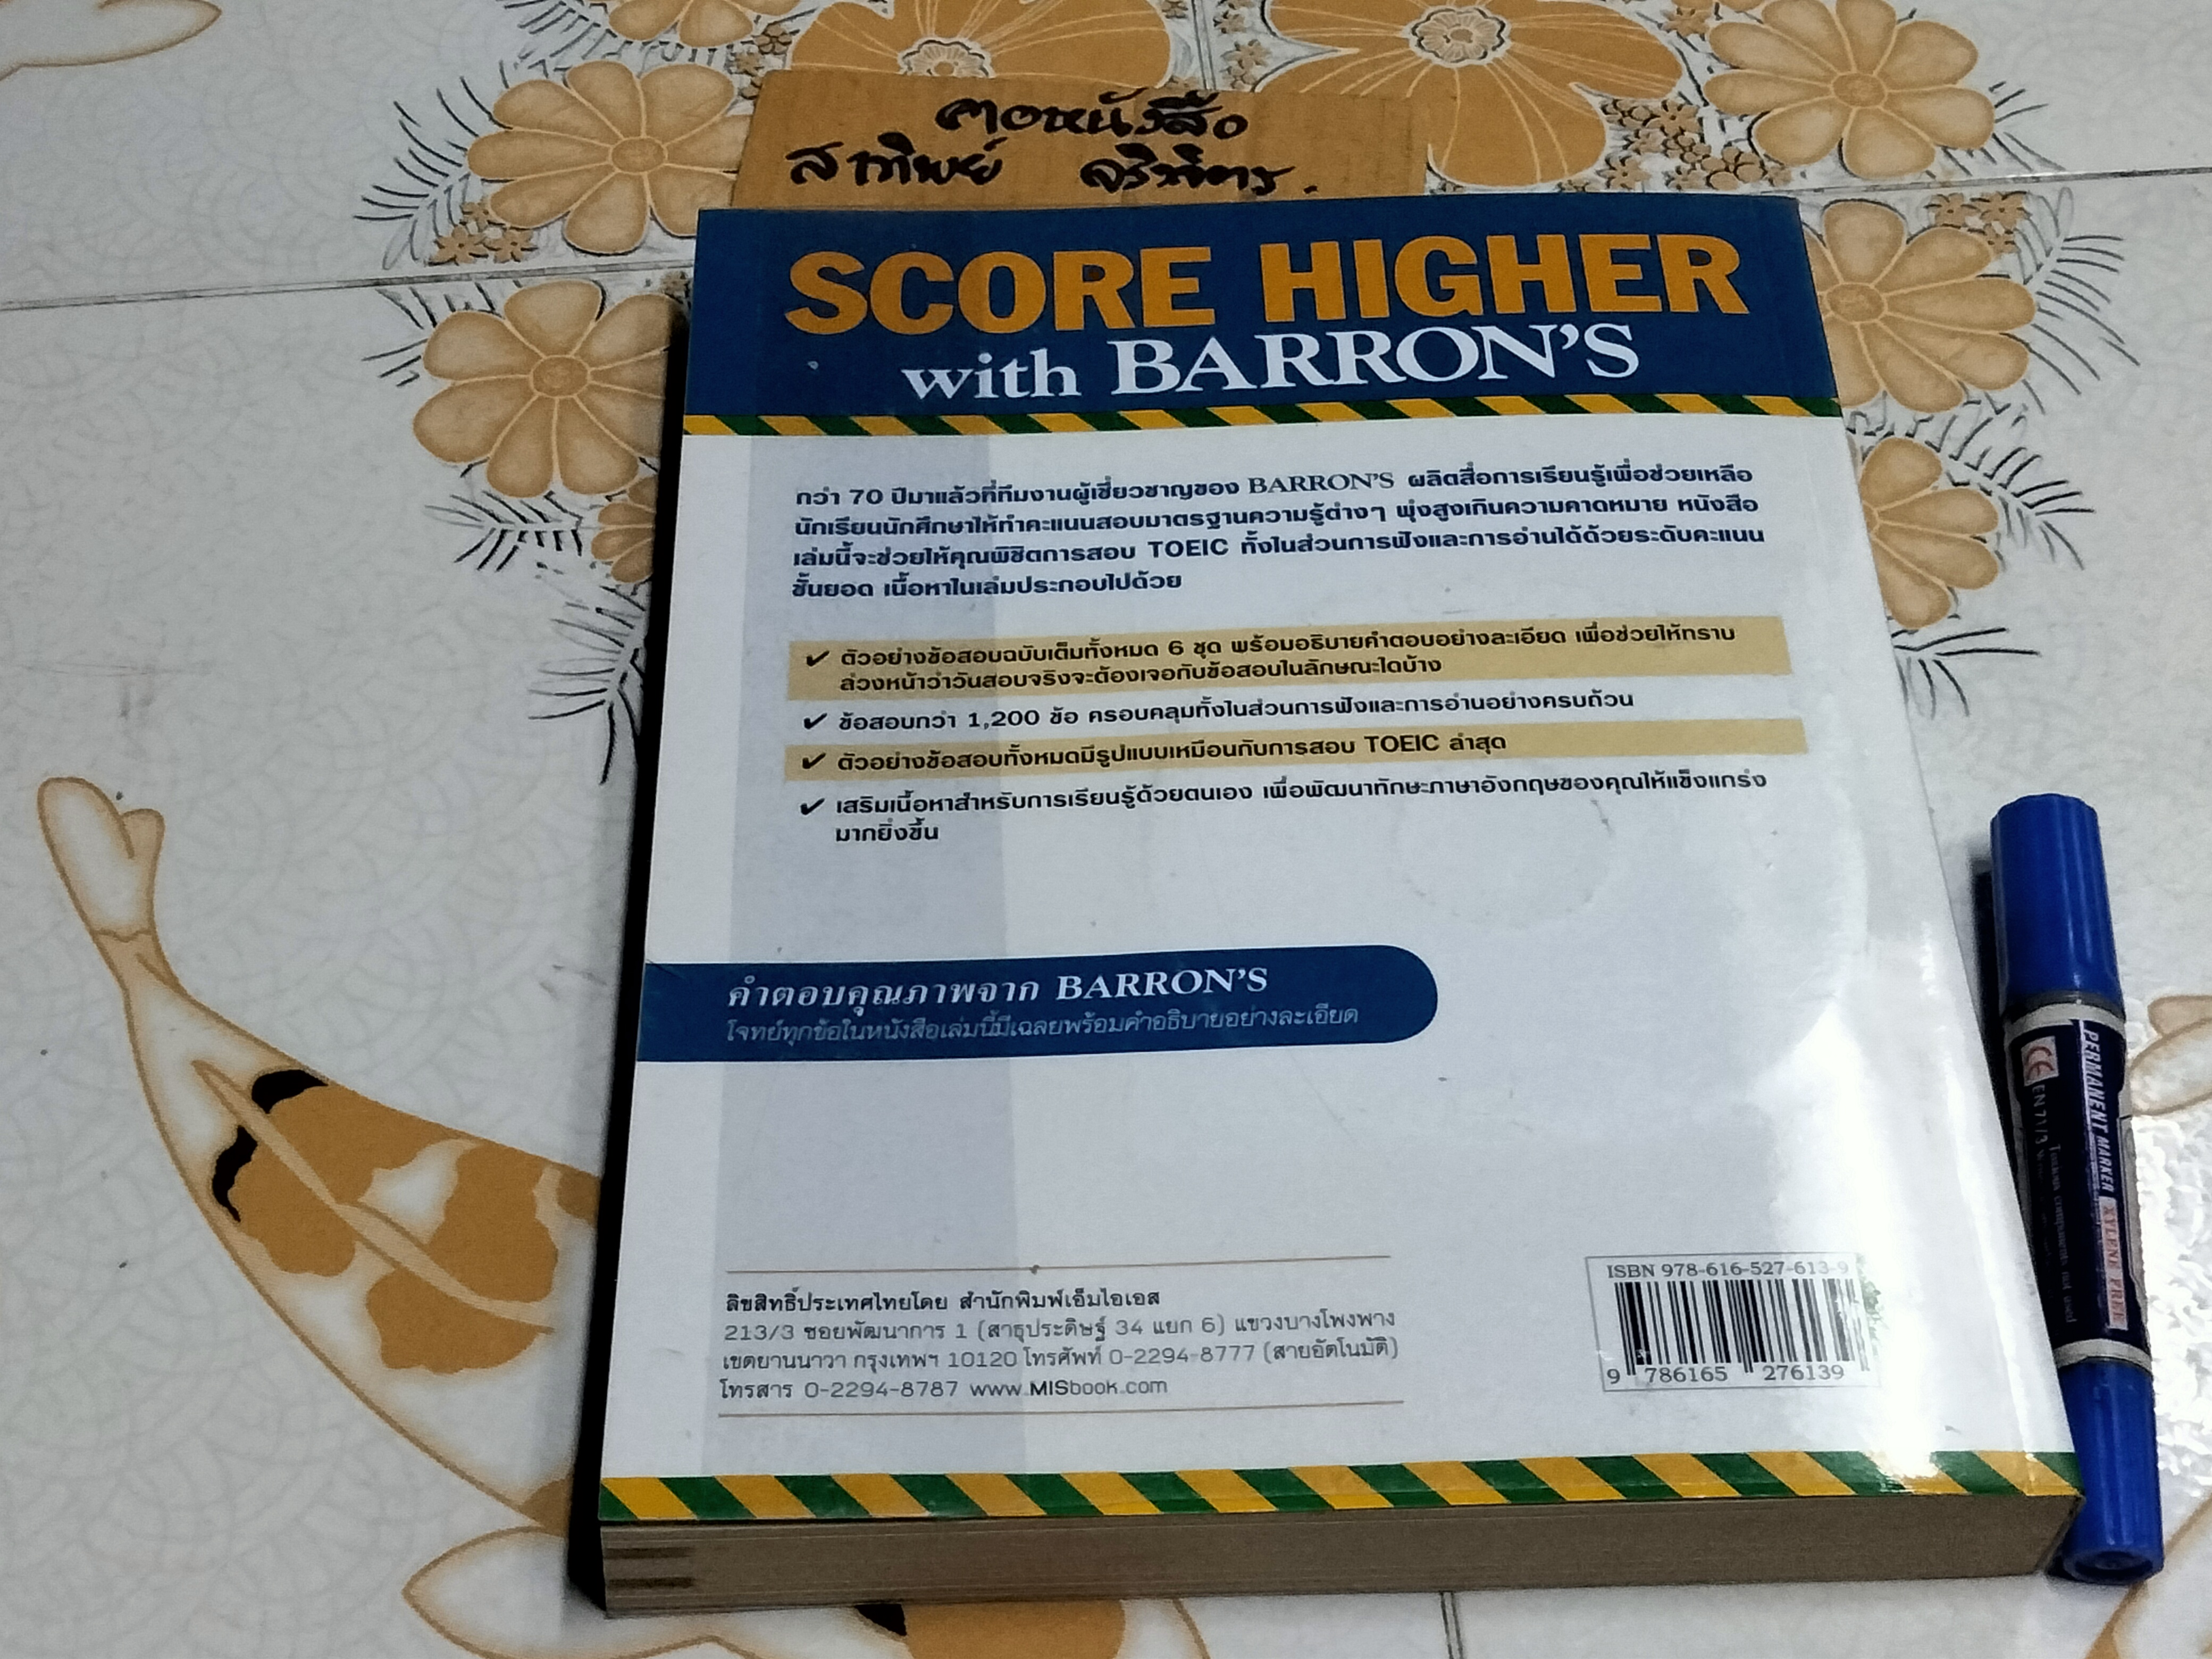 คอหนังสือ
สาทิพย์
SCORE HIGHER
with BARRON'S
กว่า 70 ปีมาแล้วที่ทีมงานผู้เชี่ยวชาญของ BARRON'S ผลิตสื่อการเรียนรู้เพื่อช่วยเหลือ
นักเรียนนักศึกษาให้ทำคะแนนสอบมาตรฐานความรู้ต่างๆ พุ่งสูงเกินความคาดหมาย หนังสือ
เล่มนี้จะช่วยให้คุณพิชิตการสอบ TOEIC ทั้งในส่วนการฟังและการอ่านได้ด้วยระดับคะแนน
ชั้นยอด เนื้อหาในเล่มประกอบไปด้วย
✔ ตัวอย่างข้อสอบฉบับเต็มทั้งหมด 6 ชุด พร้อมอธิบายคำตอบอย่างละเอียด เพื่อช่วยให้ทราบ
ล่วงหน้าว่าวันสอบจริงจะต้องเจอกับข้อสอบในลักษณะใดบ้าง
✔ ข้อสอบกว่า 1,200 ข้อ ครอบคลุมทั้งในส่วนการฟังและการอ่านอย่างครบถ้วน
✔ ตัวอย่างข้อสอบทั้งหมดมีรูปแบบเหมือนกับการสอบ TOEIC ล่าสุด
✔ เสริมเนื้อหาสำหรับการเรียนรู้ด้วยตนเอง เพื่อพัฒนาทักษะภาษาอังกฤษของคุณให้แข็งแกร่ง
มากยิ่งขึ้น
คำตอบคุณภาพจาก BARRON'S
โจทย์ทุกข้อในหนังสือเล่มนี้มีเฉลยพร้อมคำอธิบายอย่างละเอียด
ลิขสิทธิ์ประเทศไทยโดย สำนักพิมพ์เอ็มไอเอส
213/3 ซอยพัฒนาการ 1 (สาธุประดิษฐ์ 34 แยก 6) แขวงบางโพงพาง
เขตยานนาวา กรุงเทพฯ 10120 โทรศัพท์ 0-2294-8777 (สายอัตโนมัติ)
โทรสาร 0-2294-8787 www.MISbook.com
ISBN 978-616-527-613-9
9 786165 276139
PERMANENT MARKER XYLENE FREE
CE EN 71/3